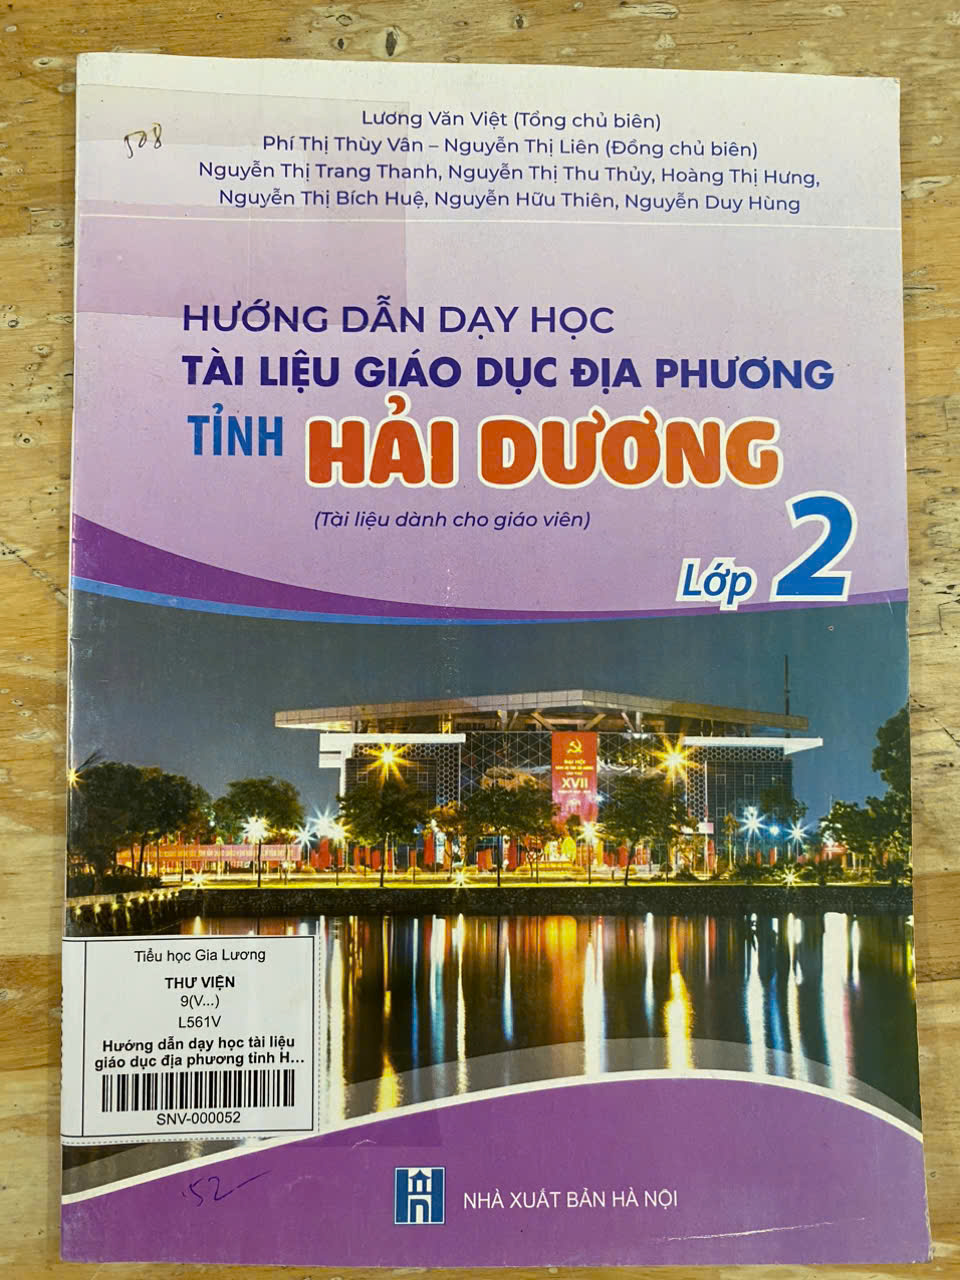 508
Lương Văn Việt (Tổng chủ biên)
Phí Thị Thùy Vân – Nguyễn Thị Liên (Đồng chủ biên)
Nguyễn Thị Trang Thanh, Nguyễn Thị Thu Thủy, Hoàng Thị Hưng,
Nguyễn Thị Bích Huệ, Nguyễn Hữu Thiên, Nguyễn Duy Hùng
HƯỚNG DẪN DẠY HỌC
TÀI LIỆU GIÁO DỤC ĐỊA PHƯƠNG
TỈNH HẢI DƯƠNG
(Tài liệu dành cho giáo viên)
Lớp 2
ĐẠI HỘI
XVII
Tiểu học Gia Lương
THƯ VIỆN
9(V...)
L561V
Hướng dẫn dạy học tài liệu
giáo dục địa phương tỉnh H...
SNV-000052
52
NHÀ XUẤT BẢN HÀ NỘI